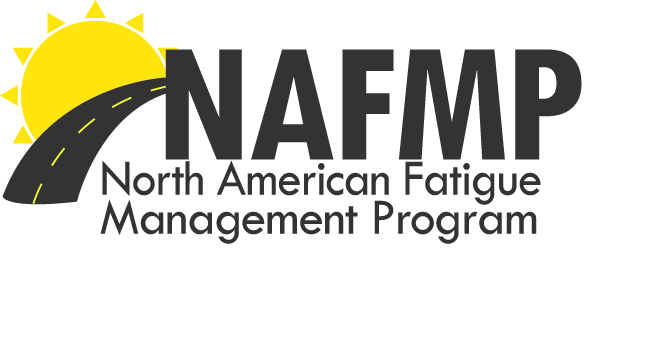 NAFMP
North American Fatigue
Management Program